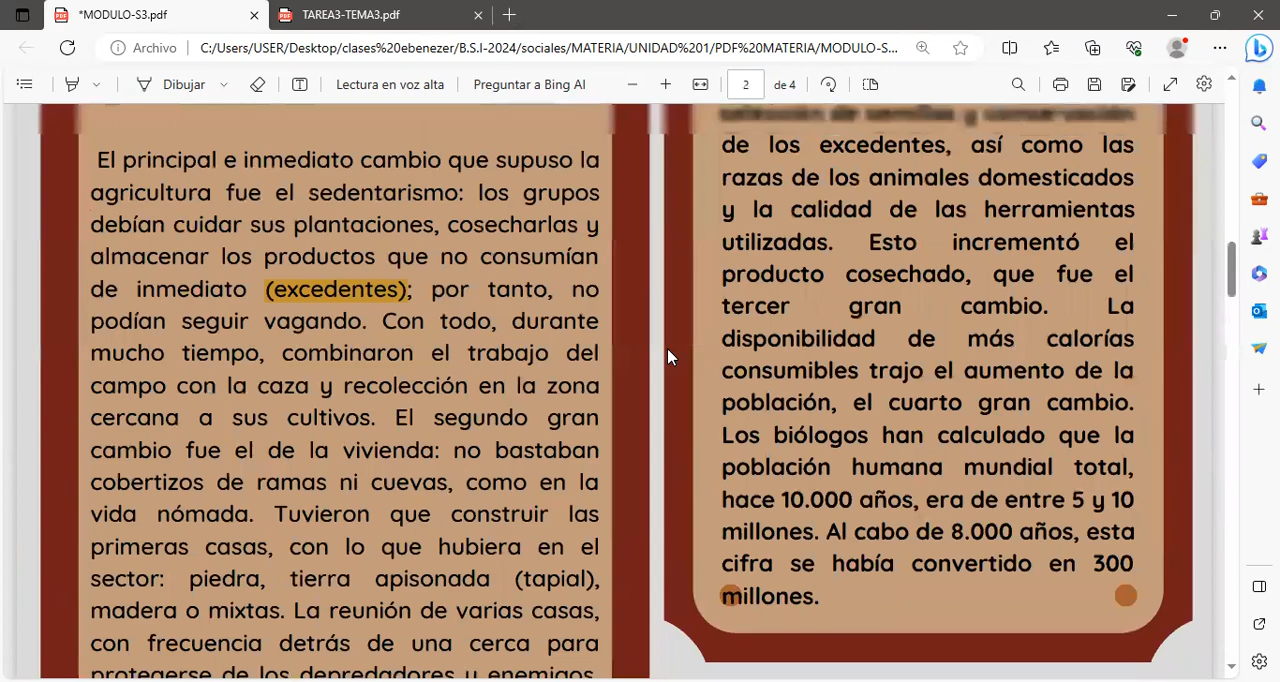 *MODULO-S3.pdf
TAREA3-TEMA3.pdf
Archivo
C:/Users/USER/Desktop/clases%20ebenezer/B.S.I-2024/sociales/MATERIA/UNIDAD%201/PDF%20MATERIA/MODULO-S...
Dibujar
Lectura en voz alta
Preguntar a Bing AI
2
de 4
El principal e inmediato cambio que supuso la
agricultura fue el sedentarismo: los grupos
debían cuidar sus plantaciones, cosecharlas y
almacenar los productos que no consumían
de inmediato (excedentes); por tanto, no
podían seguir vagando. Con todo, durante
mucho tiempo, combinaron el trabajo del
campo con la caza y recolección en la zona
cercana a sus cultivos. El segundo gran
cambio fue el de la vivienda: no bastaban
cobertizos de ramas ni cuevas, como en la
vida nómada. Tuvieron que construir las
primeras casas, con lo que hubiera en el
sector: piedra, tierra apisonada (tapial),
madera o mixtas. La reunión de varias casas,
con frecuencia detrás de una cerca para
protegerse de los depredadores y enemigos,
selección de semillas y conservación
de los excedentes, así como las
razas de los animales domesticados
y la calidad de las herramientas
utilizadas. Esto incrementó el
producto cosechado, que fue el
tercer gran cambio. La
disponibilidad de más calorías
consumibles trajo el aumento de la
población, el cuarto gran cambio.
Los biólogos han calculado que la
población humana mundial total,
hace 10.000 años, era de entre 5 y 10
millones. Al cabo de 8.000 años, esta
cifra se había convertido en 300
millones.